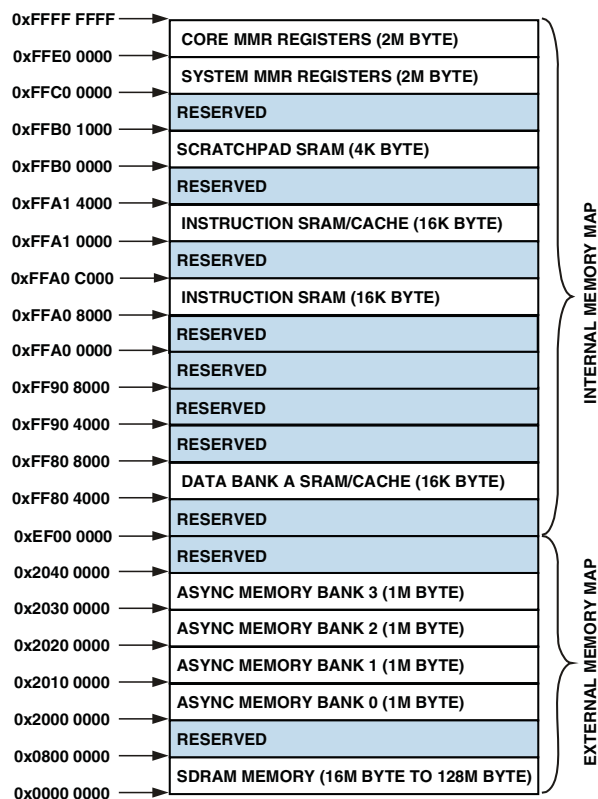 0xFFFF FFFF
CORE MMR REGISTERS (2M BYTE)
0xFFE0 0000
SYSTEM MMR REGISTERS (2M BYTE)
0xFFC0 0000
RESERVED
0xFFB0 1000
SCRATCHPAD SRAM (4K BYTE)
0xFFB0 0000
RESERVED
0xFFA1 4000
INSTRUCTION SRAM/CACHE (16K BYTE)
0xFFA1 0000
RESERVED
0xFFA0 C000
INSTRUCTION SRAM (16K BYTE)
0xFFA0 8000
RESERVED
0xFFA0 0000
RESERVED
0xFF90 8000
RESERVED
0xFF90 4000
RESERVED
0xFF80 8000
DATA BANK A SRAM/CACHE (16K BYTE)
0xFF80 4000
RESERVED
0xEF00 0000
RESERVED
0x2040 0000
ASYNC MEMORY BANK 3 (1M BYTE)
0x2030 0000
ASYNC MEMORY BANK 2 (1M BYTE)
0x2020 0000
ASYNC MEMORY BANK 1 (1M BYTE)
0x2010 0000
ASYNC MEMORY BANK 0 (1M BYTE)
0x2000 0000
RESERVED
0x0800 0000
SDRAM MEMORY (16M BYTE TO 128M BYTE)
0x0000 0000
INTERNAL MEMORY MAP
EXTERNAL MEMORY MAP